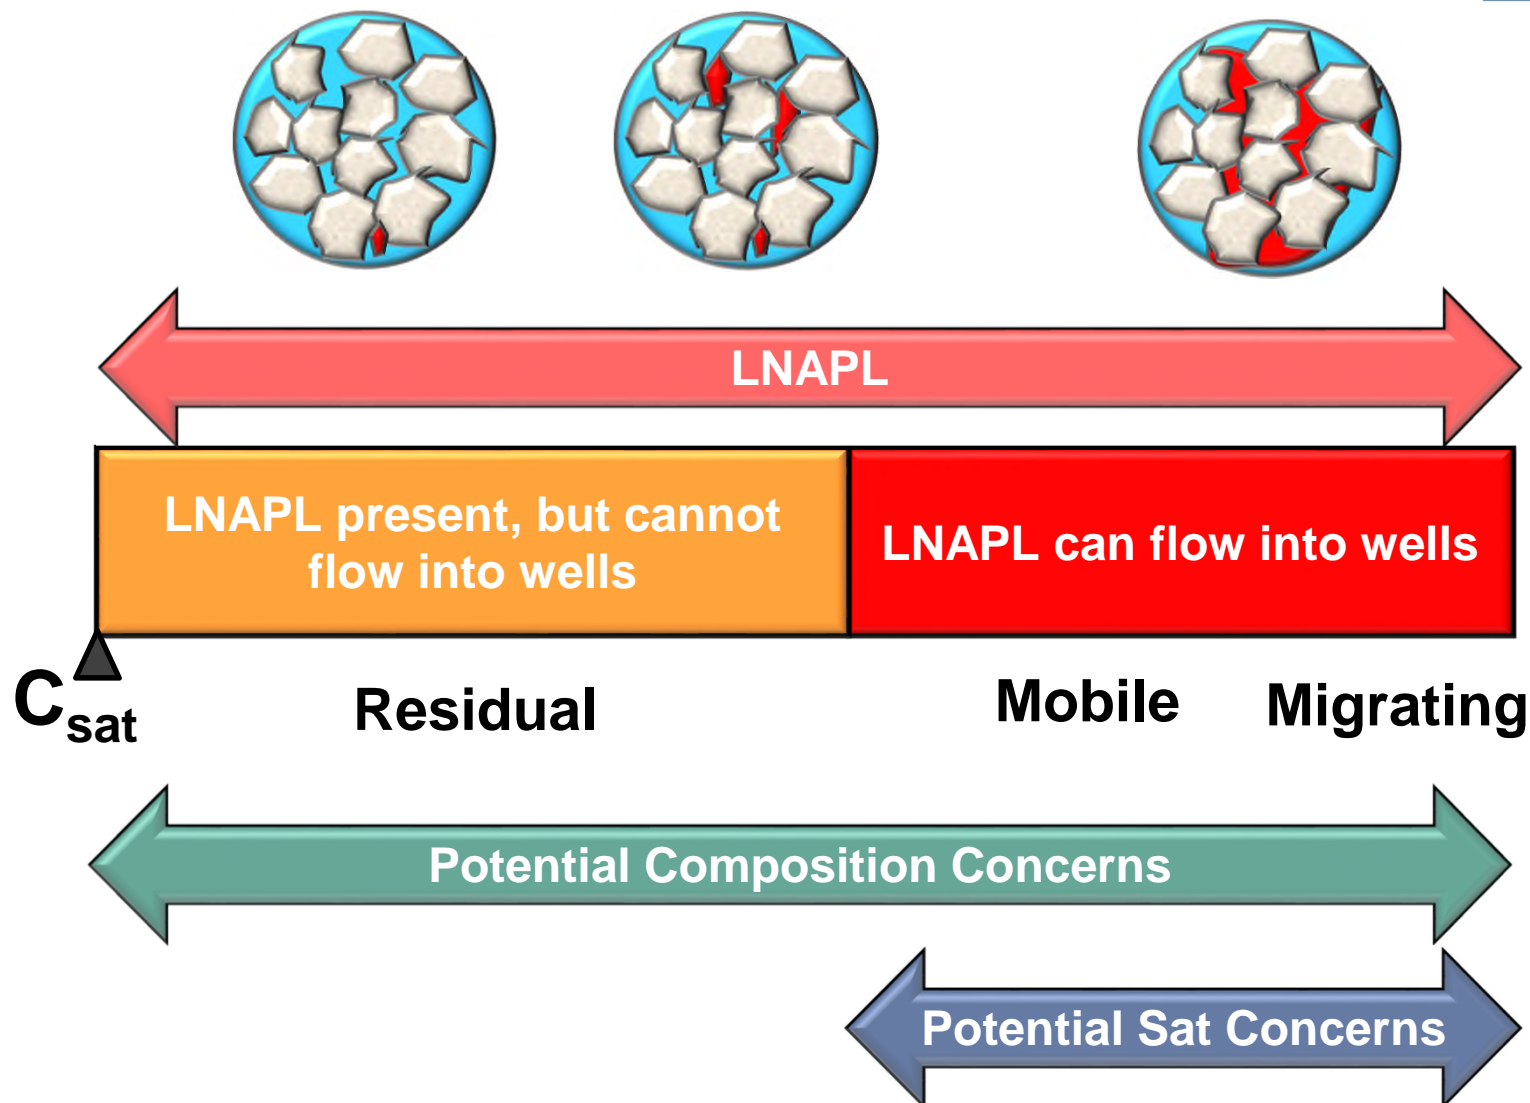 LNAPL
LNAPL present, but cannot
flow into wells
LNAPL can flow into wells
Csat
Residual
Mobile
Migrating
Potential Composition Concerns
Potential Sat Concerns